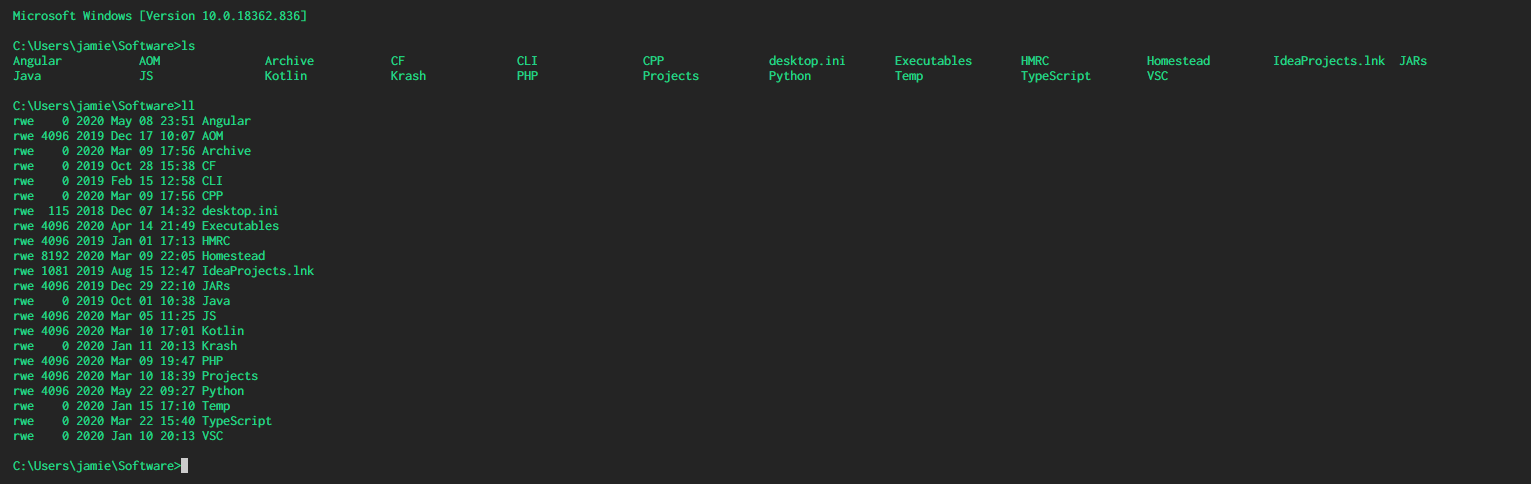 Microsoft Windows [Version 10.0.18362.836]
C:\Users\jamie\Software>ls
Angular AOM Archive CF CLI CPP desktop.ini Executables HMRC Homestead IdeaProjects.lnk JARs
Java JS Kotlin Krash PHP Projects Python Temp TypeScript VSC
C:\Users\jamie\Software>ll
rwe    0 2020 May 08 23:51 Angular
rwe 4096 2019 Dec 17 10:07 AOM
rwe    0 2020 Mar 09 17:56 Archive
rwe    0 2019 Oct 28 15:38 CF
rwe    0 2019 Feb 15 12:58 CLI
rwe    0 2020 Mar 09 17:56 CPP
rwe  115 2018 Dec 07 14:32 desktop.ini
rwe 4096 2020 Apr 14 21:49 Executables
rwe 4096 2019 Jan 01 17:13 HMRC
rwe 8192 2020 Mar 09 22:05 Homestead
rwe 1081 2019 Aug 15 12:47 IdeaProjects.lnk
rwe 4096 2019 Dec 29 22:10 JARs
rwe    0 2019 Oct 01 10:38 Java
rwe 4096 2020 Mar 05 11:25 JS
rwe 4096 2020 Mar 10 17:01 Kotlin
rwe    0 2020 Jan 11 20:13 Krash
rwe 4096 2020 Mar 09 19:47 PHP
rwe 4096 2020 Mar 10 18:39 Projects
rwe 4096 2020 May 22 09:27 Python
rwe    0 2020 Jan 15 17:10 Temp
rwe    0 2020 Mar 22 15:40 TypeScript
rwe    0 2020 Jan 10 20:13 VSC
C:\Users\jamie\Software>